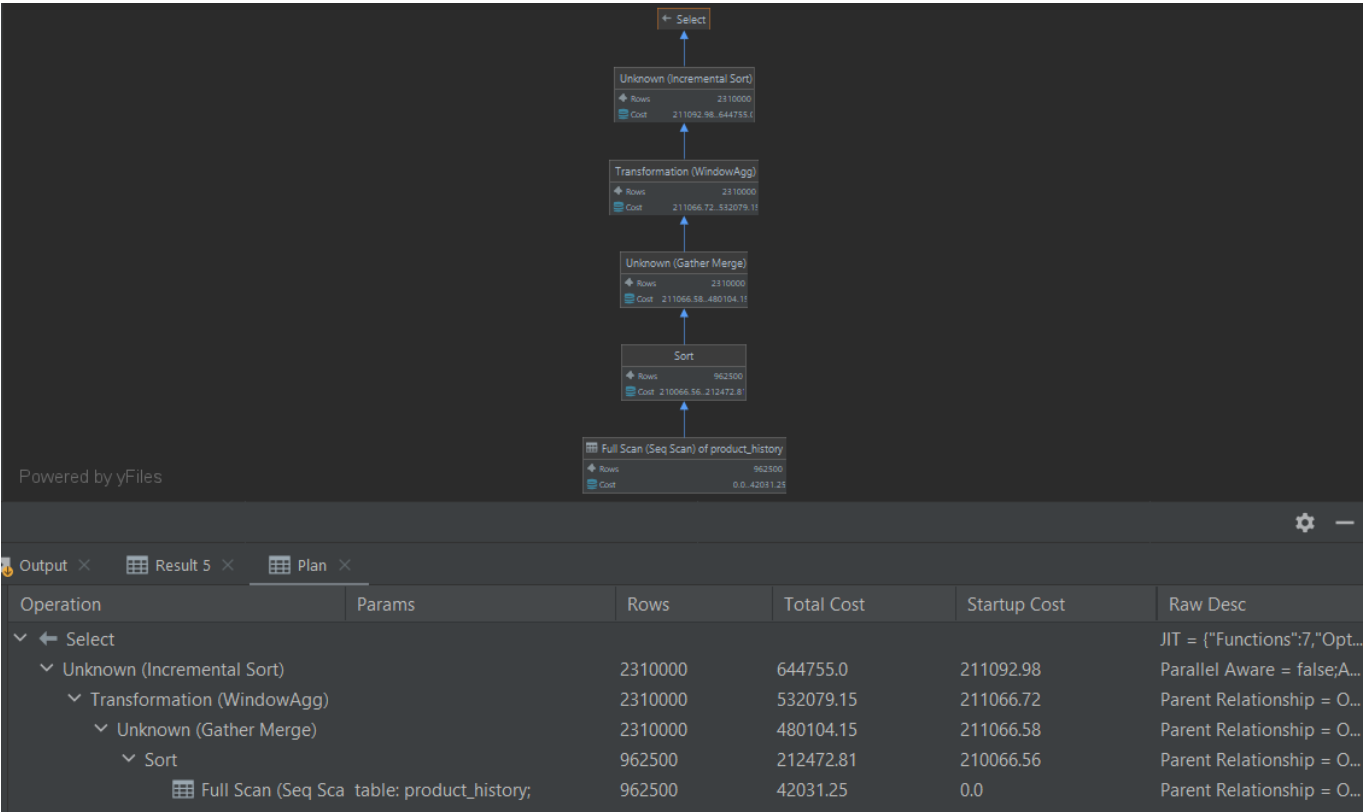 ← Select
Unknown (Incremental Sort)
Rows 2310000
Cost 211092.98..644755.(
Transformation (WindowAgg)
Rows 2310000
Cost 211066.72..532079.15
Unknown (Gather Merge)
Rows 2310000
Cost 211066.58..480104.15
Sort
Rows 962500
Cost 210066.56..212472.8
Full Scan (Seq Scan) of product_history
Rows 962500
Cost 0.0..42031.25
Powered by yFiles
Output Result 5 Plan
Operation Params Rows Total Cost Startup Cost Raw Desc
Select JIT = {"Functions":7,"Opt...
Unknown (Incremental Sort) 2310000 644755.0 211092.98 Parallel Aware = false;A...
Transformation (WindowAgg) 2310000 532079.15 211066.72 Parent Relationship = O...
Unknown (Gather Merge) 2310000 480104.15 211066.58 Parent Relationship = O...
Sort 962500 212472.81 210066.56 Parent Relationship = O...
Full Scan (Seq Sca table: product_history; 962500 42031.25 0.0 Parent Relationship = O...